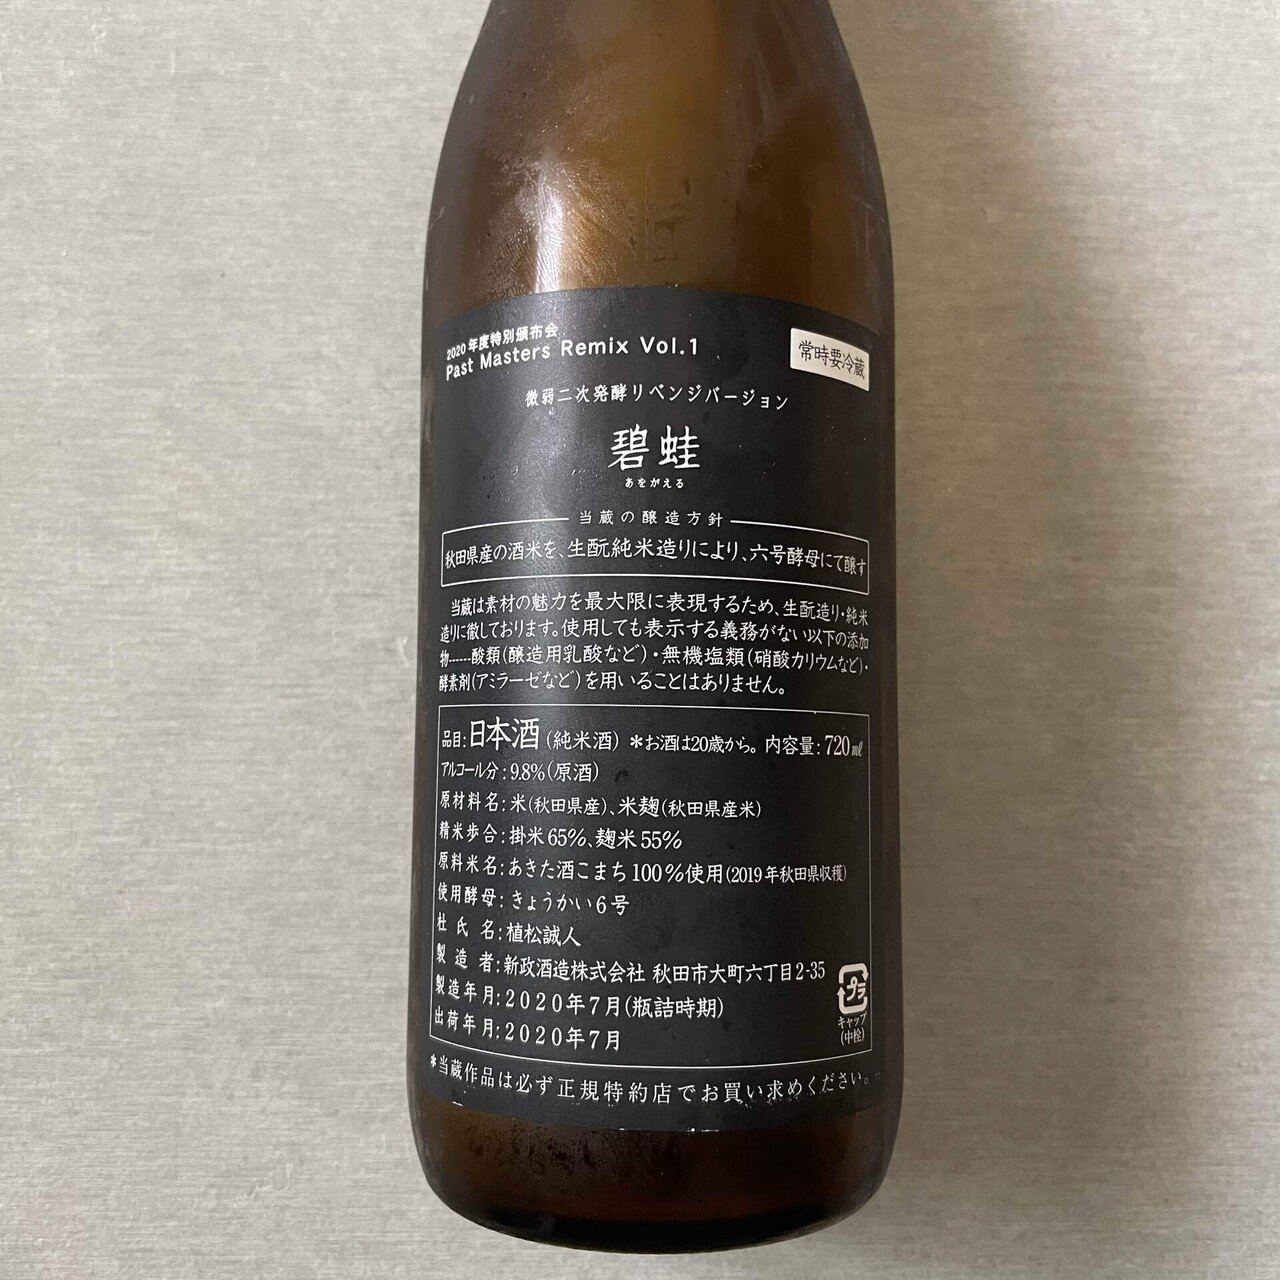 2020年度特別頒布会
Past Masters Remix Vol.1
常時要冷蔵
微弱二次発酵リベンジバージョン
碧蛙
あをがえる
当蔵の醸造方針
秋田県産の酒米を、生酛純米造りにより、六号酵母にて醸す
当蔵は素材の魅力を最大限に表現するため、生酛造り・純米
造りに徹しております。使用しても表示する義務がない以下の添加
物------酸類(醸造用乳酸など)・無機塩類(硝酸カリウムなど)・
酵素剤(アミラーゼなど)を用いることはありません。
品目:日本酒(純米酒) *お酒は20歳から。内容量:720ml
アルコール分:9.8%(原酒)
原材料名:米(秋田県産)、米麹(秋田県産米)
精米歩合:掛米65%、麹米55%
原料米名:あきた酒こまち100%使用(2019年秋田県収穫)
使用酵母:きょうかい6号
杜氏名:植松誠人
製造者:新政酒造株式会社 秋田市大町六丁目2-35
製造年月:2020年7月(瓶詰時期)
出荷年月:2020年7月
プラ
キャップ
(中栓)
*当蔵作品は必ず正規特約店でお買い求めください。